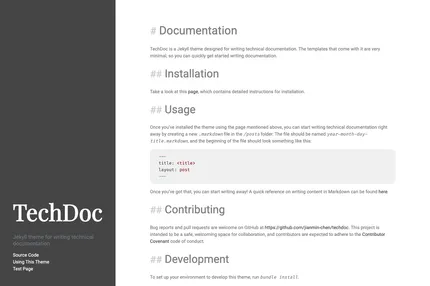 TechDoc
Jekyll theme for writing technical
documentation.
Source Code
Using This Theme
Test Page
# Documentation
TechDoc is a Jekyll theme designed for writing technical documentation. The templates that come with it are very
minimal, so you can quickly get started writing documentation.
## Installation
Take a look at this page, which contains detailed instructions for installation.
## Usage
Once you've installed the theme using the page mentioned above, you can start writing technical documentation right
away by creating a new .markdown file in the /posts folder. The file should be named year-month-day-
title.markdown, and the beginning of the file should look something like this:
---
title: <title>
layout: post
---
Once you've got that, you can start writing away! A quick reference on writing content in Markdown can be found here.
## Contributing
Bug reports and pull requests are welcome on GitHub at https://github.com/jianmin-chen/techdoc. This project is
intended to be a safe, welcoming space for collaboration, and contributors are expected to adhere to the Contributor
Covenant code of conduct.
## Development
To set up your environment to develop this theme, run bundle install.